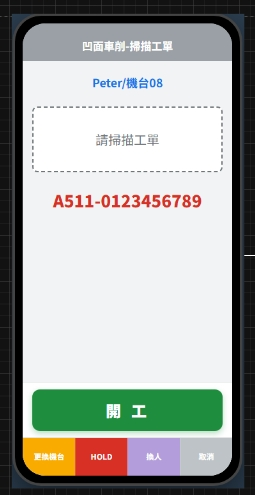 凹面車削-掃描工單
Peter/機台08
請掃描工單
A511-0123456789
開 工
更換機台
HOLD
換人
取消